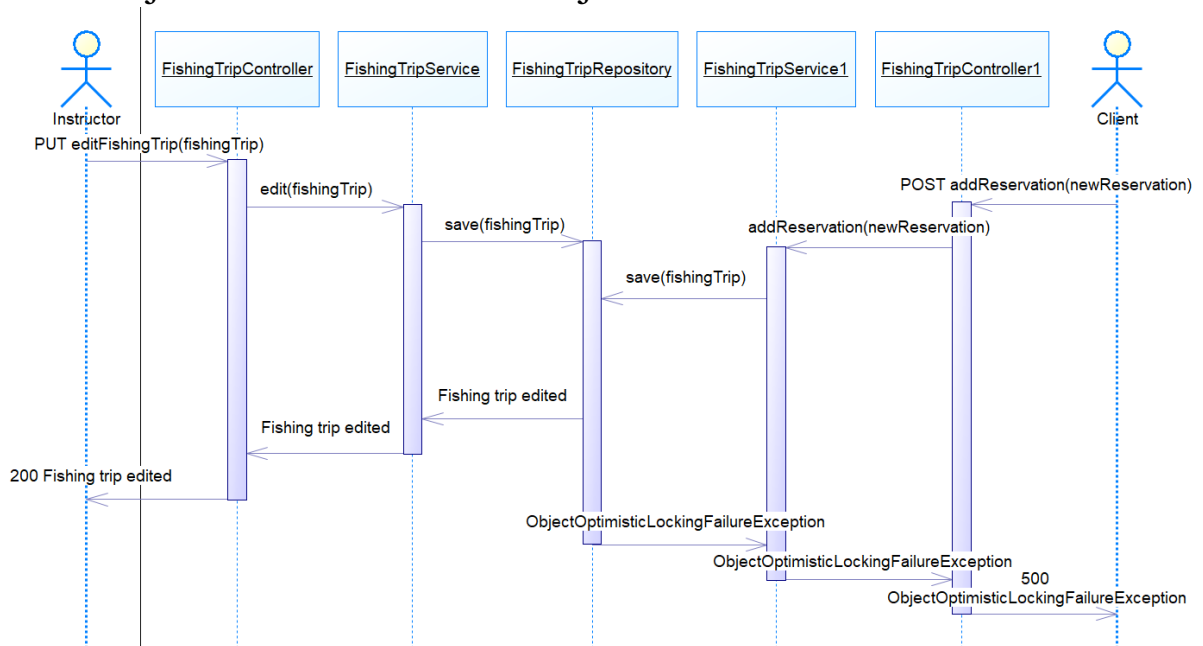 FishingTripController
FishingTripService
FishingTripRepository
FishingTripService1
FishingTripController1
Instructor
Client
PUT editFishingTrip(fishingTrip)
edit(fishingTrip)
POST addReservation(newReservation)
save(fishingTrip)
addReservation(newReservation)
save(fishingTrip)
Fishing trip edited
Fishing trip edited
200 Fishing trip edited
ObjectOptimisticLockingFailureException
ObjectOptimisticLockingFailureException
500
ObjectOptimisticLockingFailureException